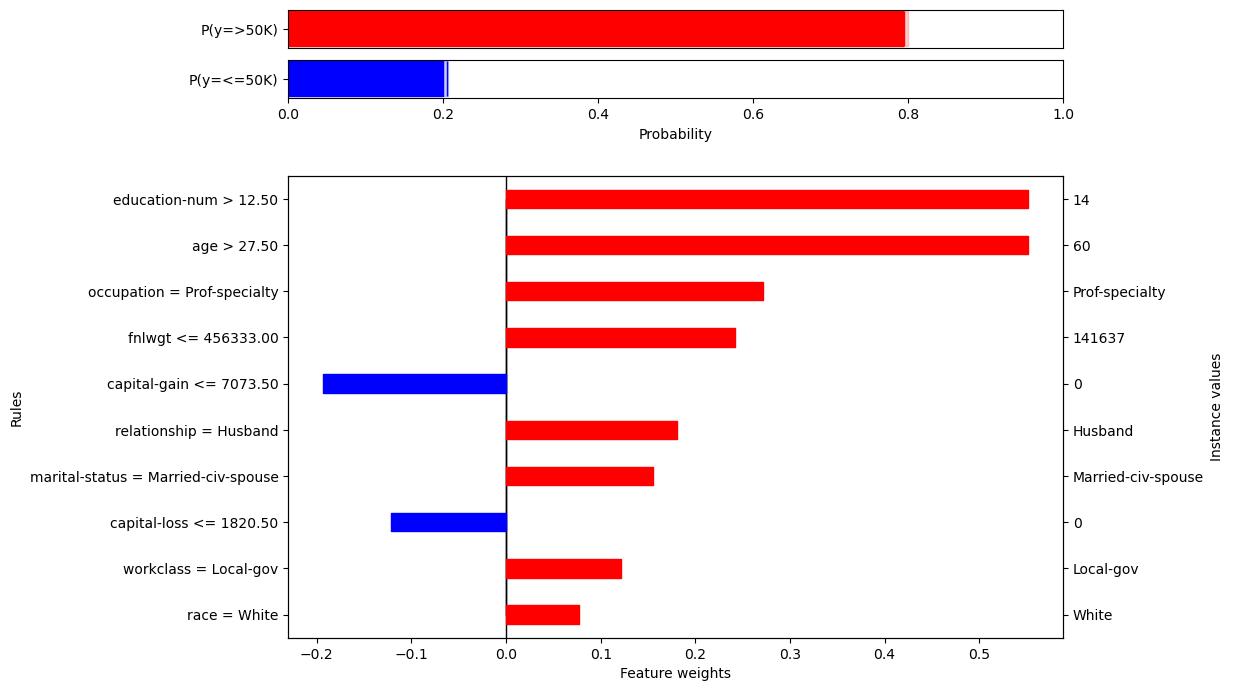 P(y=>50K)
P(y=<=50K)
0.0 0.2 0.4 0.6 0.8 1.0
Probability
education-num > 12.50 14
age > 27.50 60
occupation = Prof-specialty Prof-specialty
fnlwgt <= 456333.00 141637
capital-gain <= 7073.50 0
relationship = Husband Husband
marital-status = Married-civ-spouse Married-civ-spouse
capital-loss <= 1820.50 0
workclass = Local-gov Local-gov
race = White White
Rules
Instance values
−0.2 −0.1 0.0 0.1 0.2 0.3 0.4 0.5
Feature weights